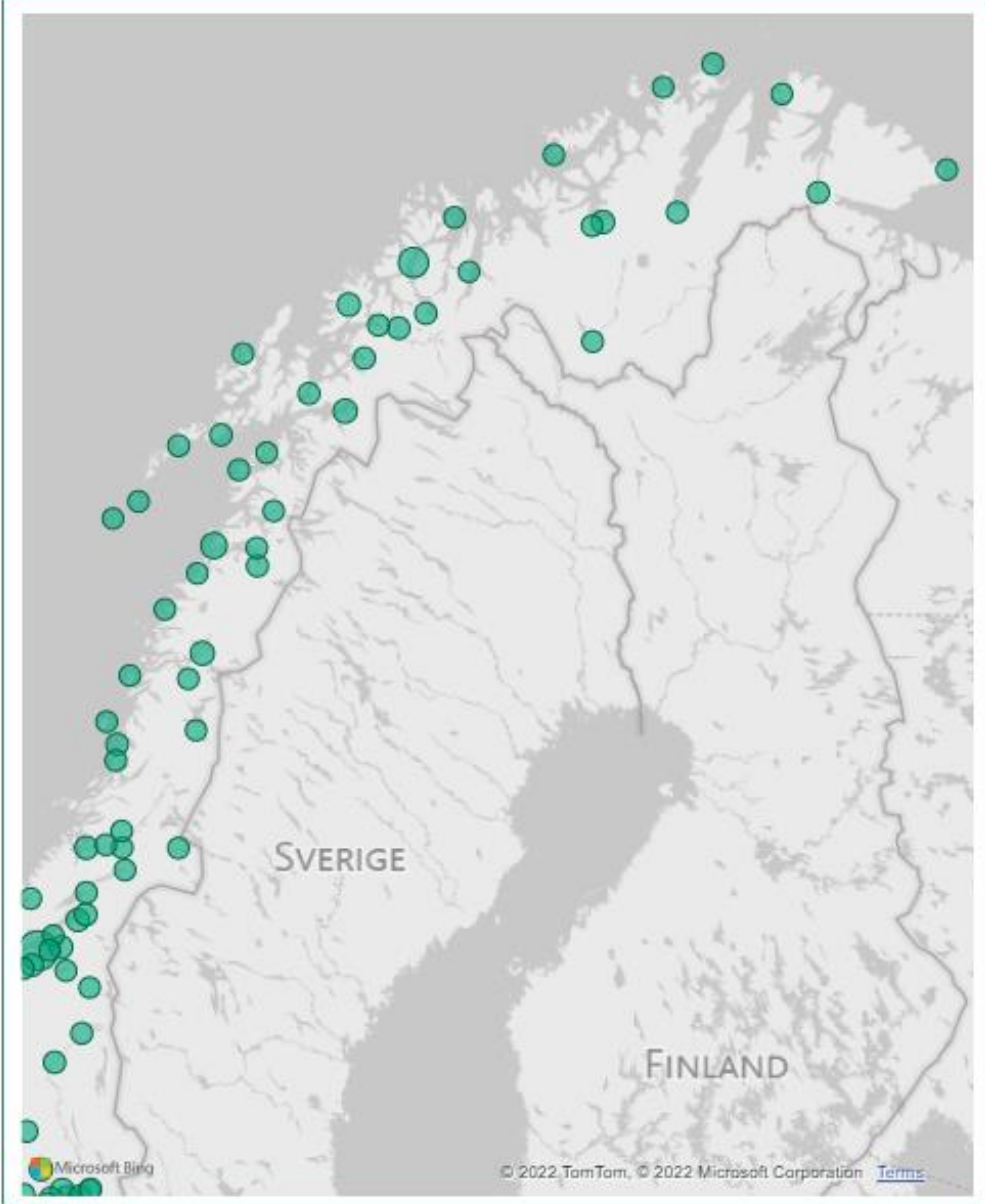 SVERIGE
FINLAND
Microsoft Bing
© 2022 TomTom, © 2022 Microsoft Corporation Terms